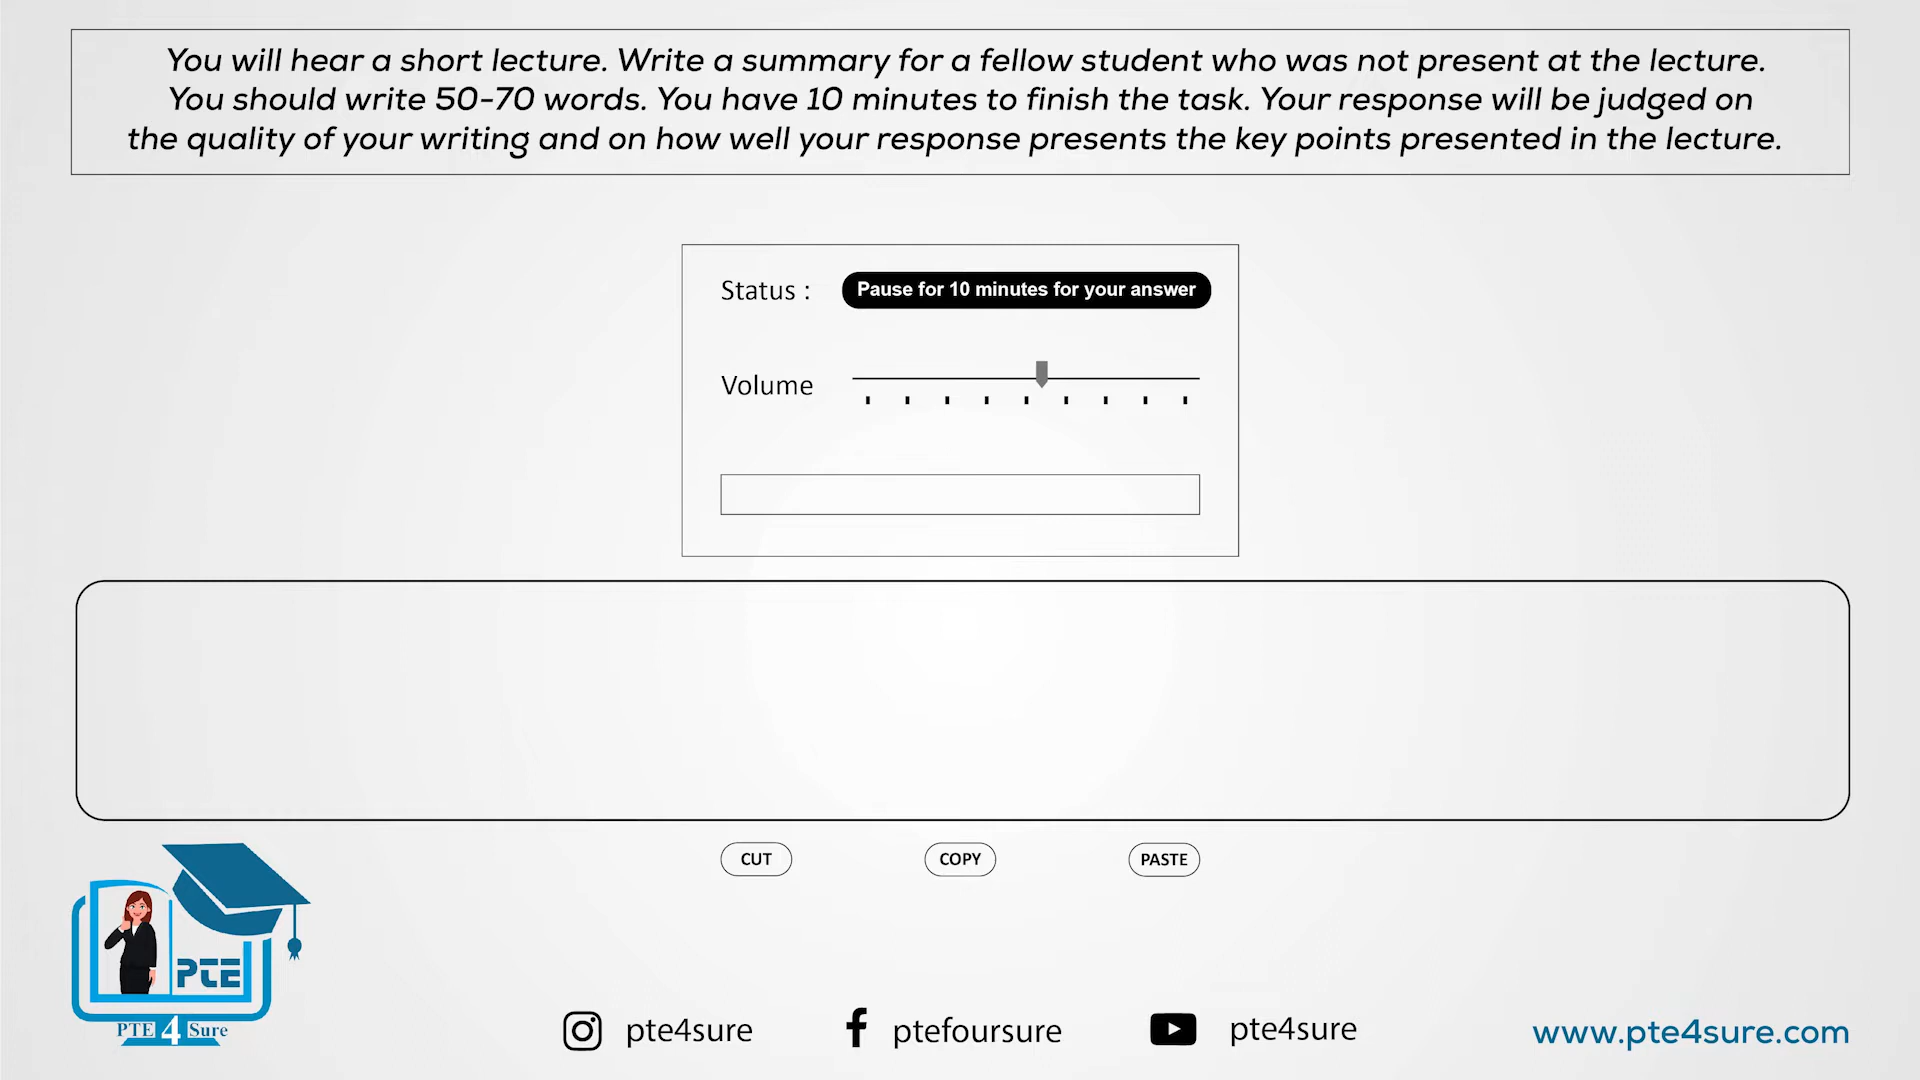 You will hear a short lecture. Write a summary for a fellow student who was not present at the lecture.
You should write 50-70 words. You have 10 minutes to finish the task. Your response will be judged on
the quality of your writing and on how well your response presents the key points presented in the lecture.
Status :
Pause for 10 minutes for your answer
Volume
CUT
COPY
PASTE
PTE
PTE 4 Sure
pte4sure
ptefoursure
pte4sure
www.pte4sure.com